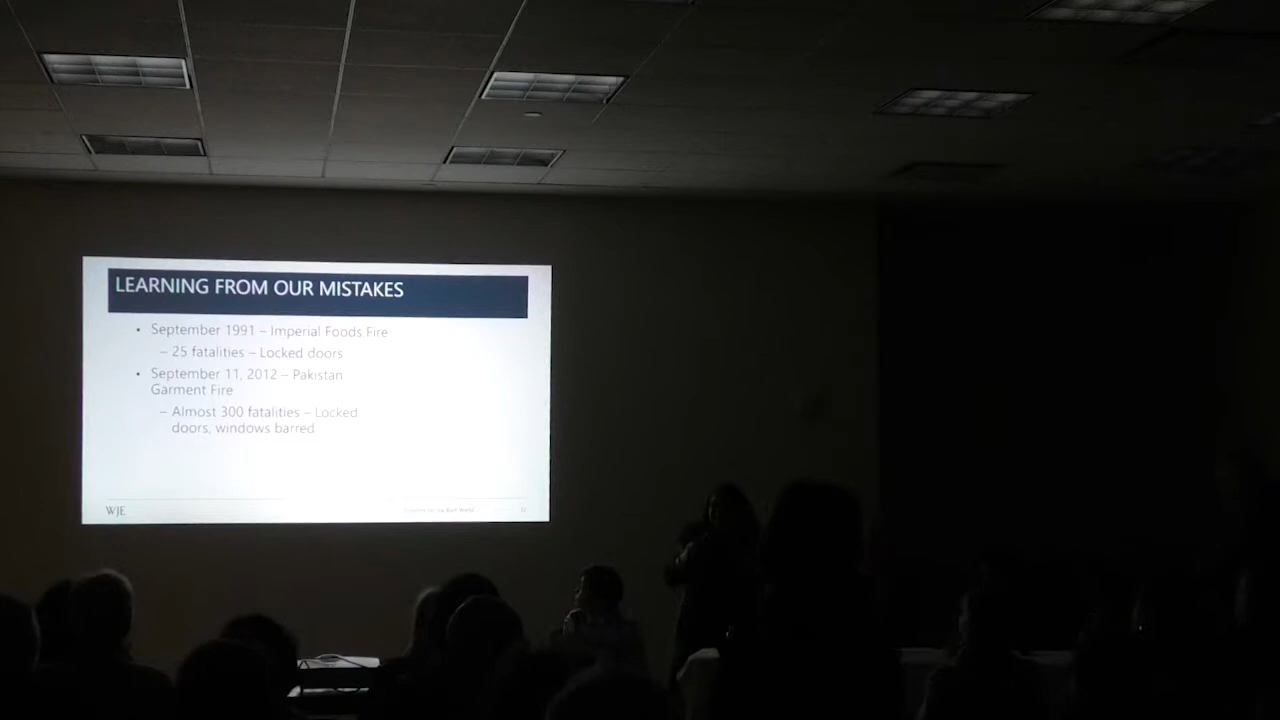 LEARNING FROM OUR MISTAKES
• September 1991 – Imperial Foods Fire
– 25 fatalities – Locked doors
• September 11, 2012 – Pakistan
Garment Fire
– Almost 300 fatalities – Locked
doors, windows barred
WJE